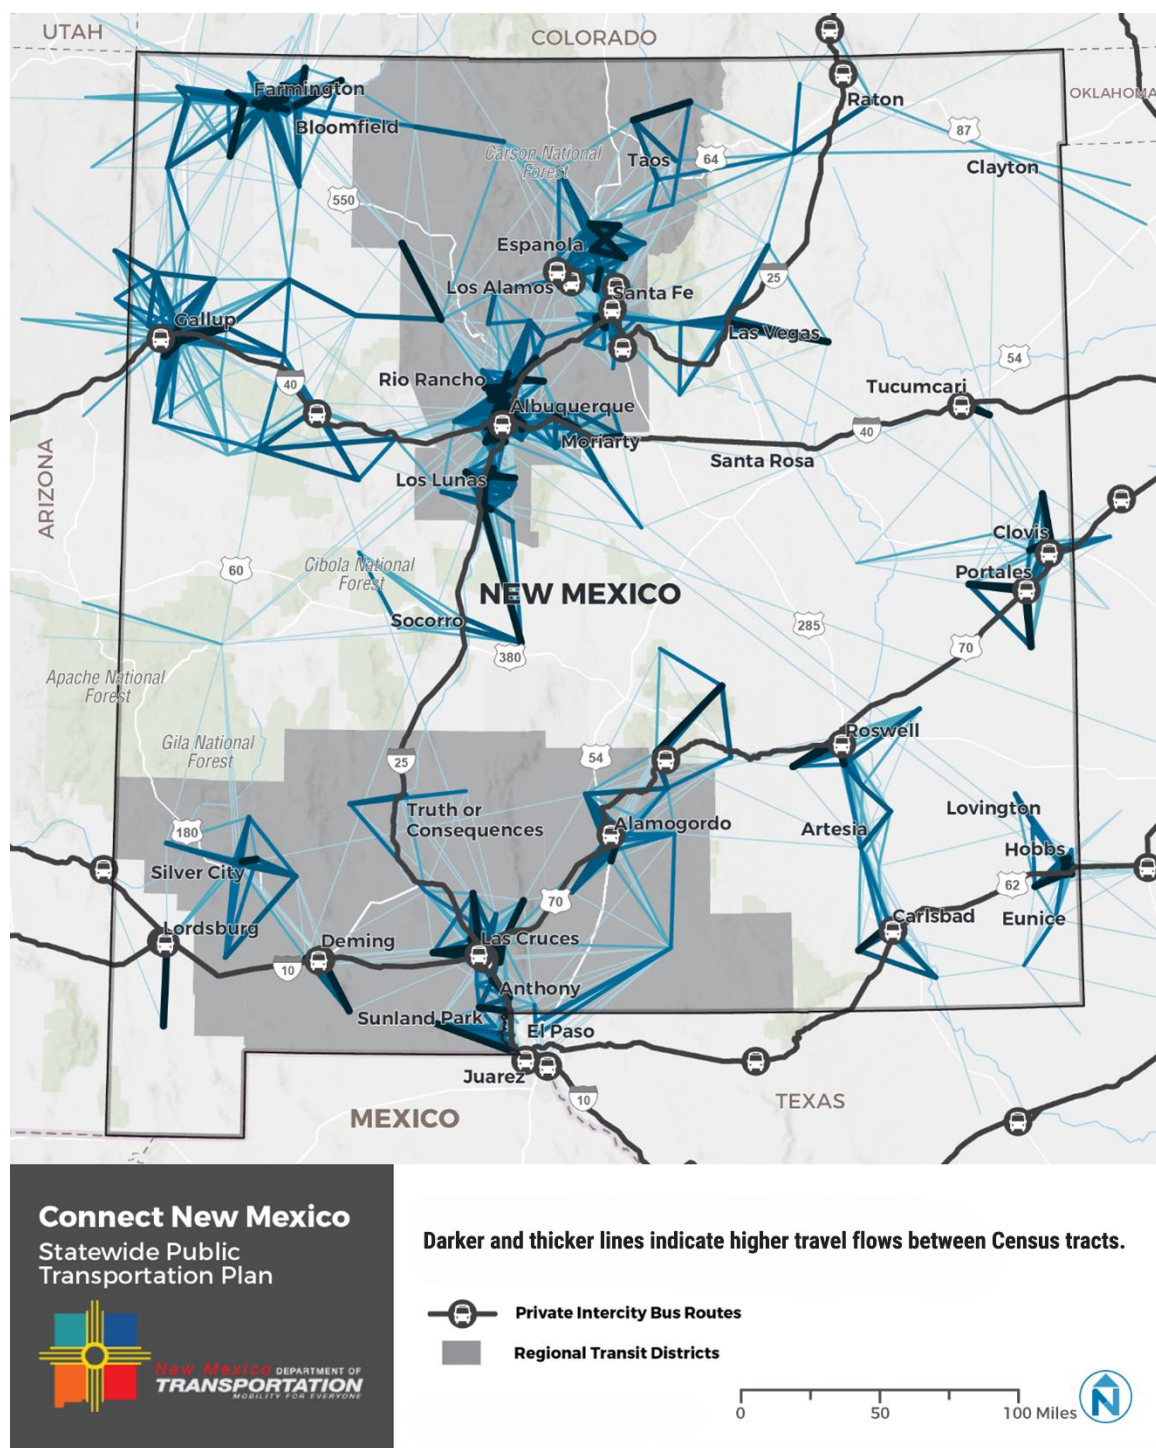 UTAH
COLORADO
OKLAHOMA
Farmington
Bloomfield
Raton
87
Clayton
Carson National
Forest
Taos
64
550
Espanola
Los Alamos
Santa Fe
25
Las Vegas
Gallup
54
40
Rio Rancho
Albuquerque
Tucumcari
Moriarty
40
Santa Rosa
Los Lunas
ARIZONA
Clovis
Portales
60
Cibola National
Forest
NEW MEXICO
Socorro
380
285
70
Apache National
Forest
Gila National
Forest
25
54
Roswell
Truth or
Consequences
Alamogordo
Artesia
Lovington
Hobbs
180
Silver City
62
Eunice
70
Carlsbad
Lordsburg
Deming
Las Cruces
10
Anthony
Sunland Park
El Paso
Juarez
10
MEXICO
TEXAS
Connect New Mexico
Statewide Public
Transportation Plan
New Mexico DEPARTMENT OF
TRANSPORTATION
MOBILITY FOR EVERYONE
Darker and thicker lines indicate higher travel flows between Census tracts.
Private Intercity Bus Routes
Regional Transit Districts
0 50 100 Miles
N